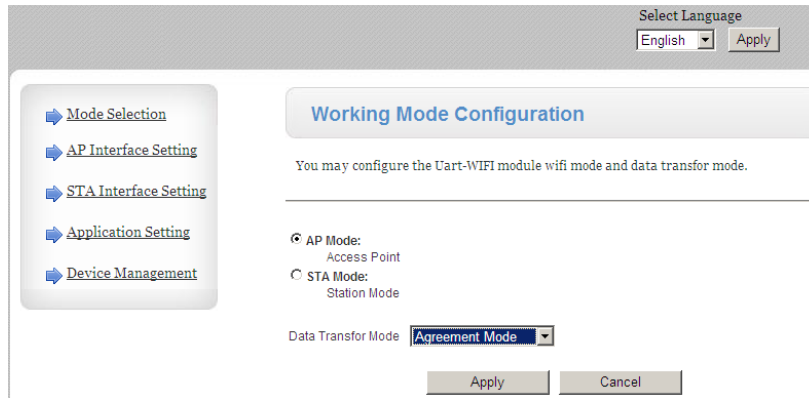 Select Language
English Apply
Mode Selection
AP Interface Setting
STA Interface Setting
Application Setting
Device Management
Working Mode Configuration
You may configure the Uart-WIFI module wifi mode and data transfor mode.
AP Mode:
Access Point
STA Mode:
Station Mode
Data Transfor Mode Agreement Mode
Apply Cancel